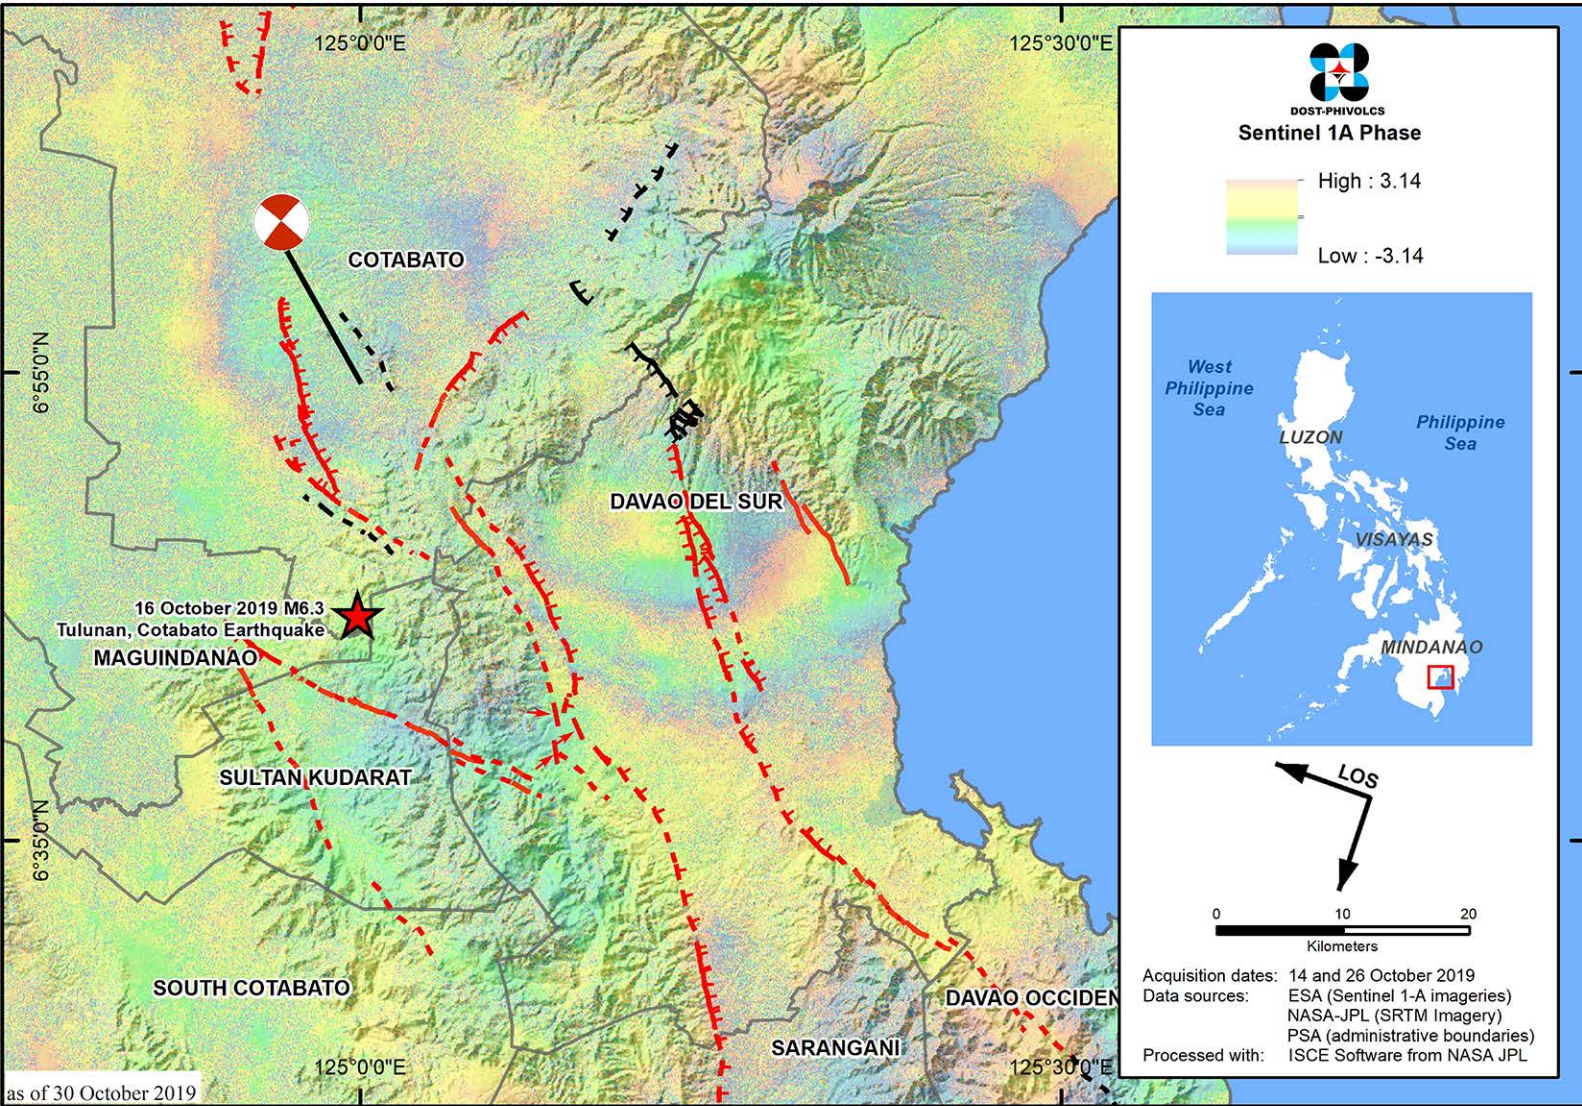 125°0'0"E
125°30'0"E
COTABATO
6°55'0"N
DAVAO DEL SUR
16 October 2019 M6.3
Tulunan, Cotabato Earthquake
MAGUINDANAO
SULTAN KUDARAT
6°35'0"N
SOUTH COTABATO
DAVAO OCCIDEN
SARANGANI
125°0'0"E
125°30'0"E
as of 30 October 2019
DOST-PHIVOLCS
Sentinel 1A Phase
High : 3.14
Low : -3.14
West
Philippine
Sea
Philippine
Sea
LUZON
VISAYAS
MINDANAO
LOS
0 10 20
Kilometers
Acquisition dates: 14 and 26 October 2019
Data sources: ESA (Sentinel 1-A imageries)
NASA-JPL (SRTM Imagery)
PSA (administrative boundaries)
Processed with: ISCE Software from NASA JPL